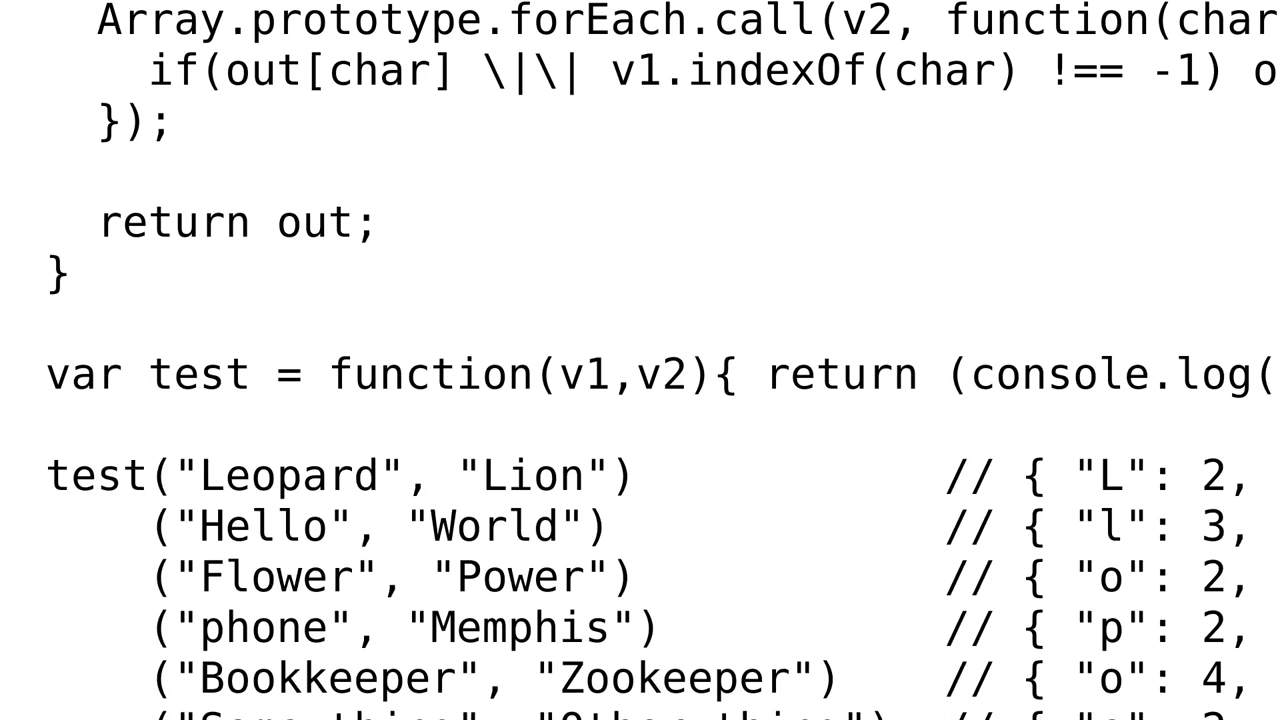 Array.prototype.forEach.call(v2, function(char
if(out[char] \|\| v1.indexOf(char) !== -1) o
});
return out;
}
var test = function(v1,v2){ return (console.log(
test("Leopard", "Lion") // { "L": 2,
("Hello", "World") // { "l": 3,
("Flower", "Power") // { "o": 2,
("phone", "Memphis") // { "p": 2,
("Bookkeeper", "Zookeeper") // { "o": 4,